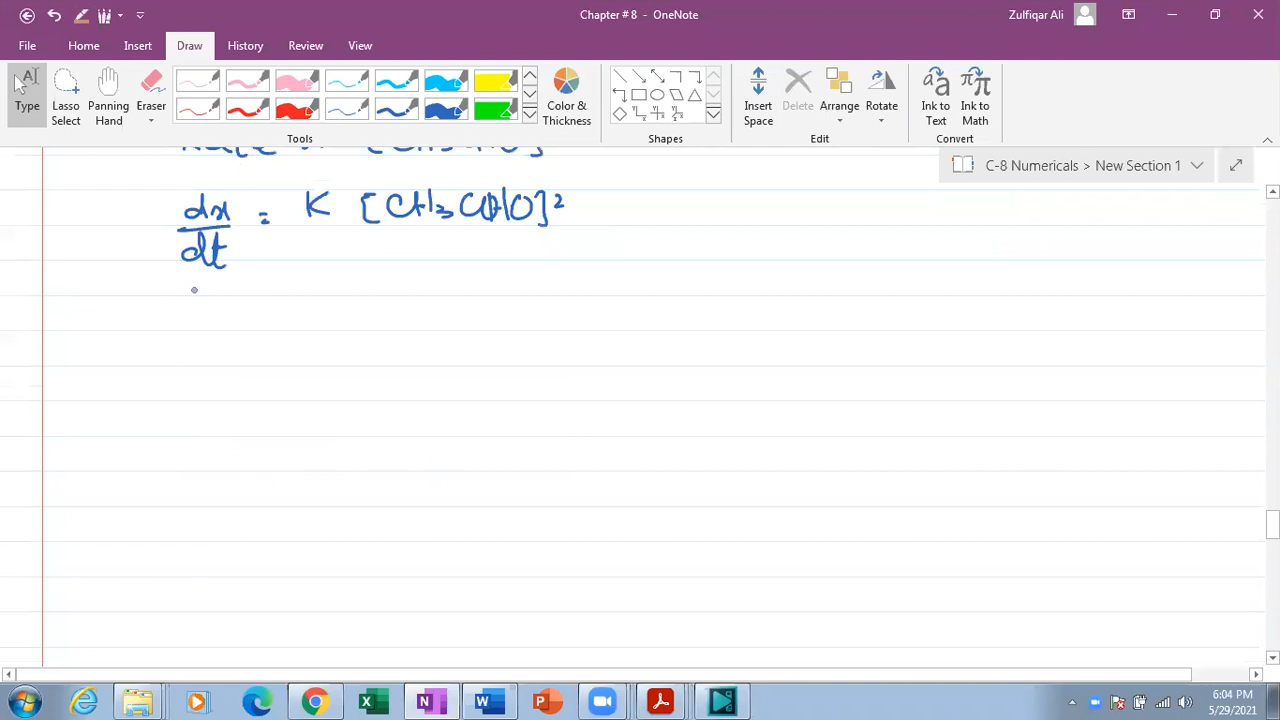 Chapter # 8 - OneNote
Zulfiqar Ali
File Home Insert Draw History Review View
Type
Lasso Select
Panning Hand
Eraser
Color & Thickness
Insert Space
Delete
Arrange
Rotate
Ink to Text
Ink to Math
Tools
Shapes
Edit
Convert
C-8 Numericals > New Section 1
dx/dt = K [CH3CHO]²
6:04 PM
5/29/2021